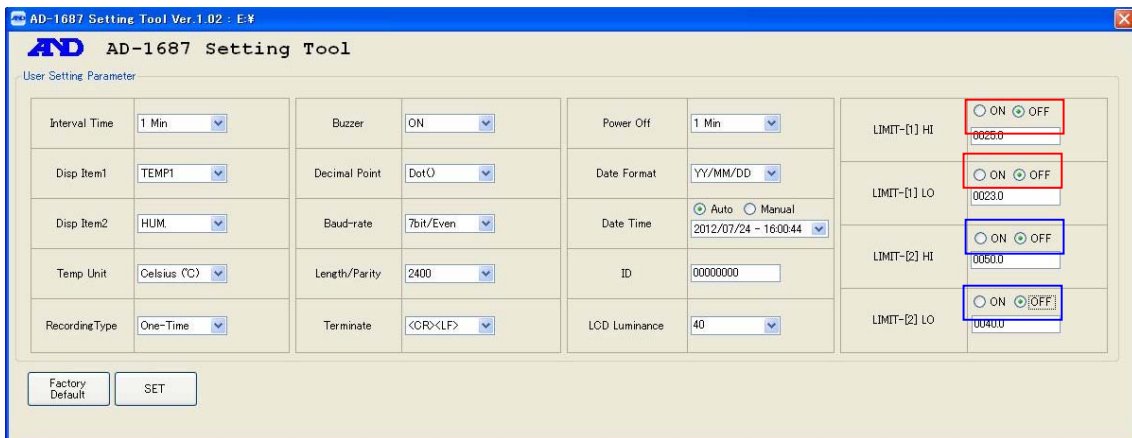 AD-1687 Setting Tool Ver.1.02 : E:¥
AND AD-1687 Setting Tool
User Setting Parameter
Interval Time 1 Min
Disp Item1 TEMP1
Disp Item2 HUM.
Temp Unit Celsius (℃)
RecordingType One-Time
Buzzer ON
Decimal Point Dot()
Baud-rate 7bit/Even
Length/Parity 2400
Terminate <CR><LF>
Power Off 1 Min
Date Format YY/MM/DD
Date Time Auto Manual
2012/07/24 - 16:00:44
ID 00000000
LCD Luminance 40
LIMIT-[1] HI ON OFF
0025.0
LIMIT-[1] LO ON OFF
0023.0
LIMIT-[2] HI ON OFF
0050.0
LIMIT-[2] LO ON OFF
0040.0
Factory
Default
SET